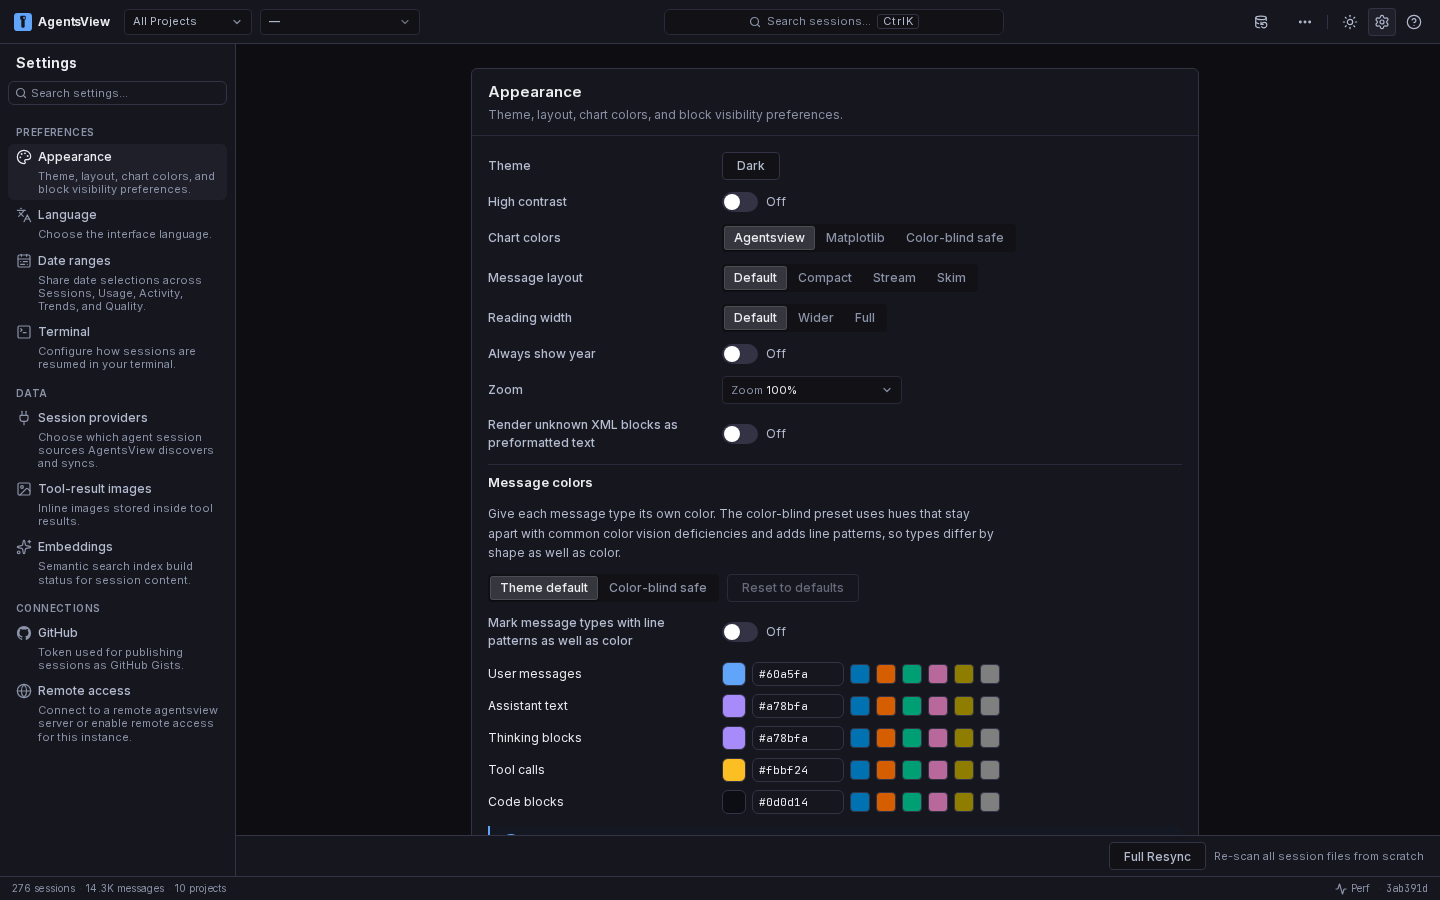 AgentsView
All Projects
—
Search sessions... CtrlK
Settings
Search settings...
PREFERENCES
Appearance
Theme, layout, chart colors, and
block visibility preferences.
Language
Choose the interface language.
Date ranges
Share date selections across
Sessions, Usage, Activity,
Trends, and Quality.
Terminal
Configure how sessions are
resumed in your terminal.
DATA
Session providers
Choose which agent session
sources AgentsView discovers
and syncs.
Tool-result images
Inline images stored inside tool
results.
Embeddings
Semantic search index build
status for session content.
CONNECTIONS
GitHub
Token used for publishing
sessions as GitHub Gists.
Remote access
Connect to a remote agentsview
server or enable remote access
for this instance.
Appearance
Theme, layout, chart colors, and block visibility preferences.
Theme Dark
High contrast Off
Chart colors Agentsview Matplotlib Color-blind safe
Message layout Default Compact Stream Skim
Reading width Default Wider Full
Always show year Off
Zoom Zoom 100%
Render unknown XML blocks as
preformatted text Off
Message colors
Give each message type its own color. The color-blind preset uses hues that stay
apart with common color vision deficiencies and adds line patterns, so types differ by
shape as well as color.
Theme default Color-blind safe Reset to defaults
Mark message types with line
patterns as well as color Off
User messages #60a5fa
Assistant text #a78bfa
Thinking blocks #a78bfa
Tool calls #fbbf24
Code blocks #0d0d14
Full Resync Re-scan all session files from scratch
276 sessions 14.3K messages 10 projects
Perf 3ab391d